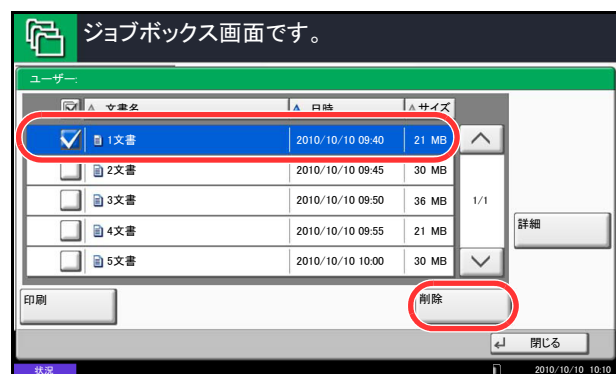 ジョブボックス画面です。
ユーザー:
文書名 日時 サイズ
1文書 2010/10/10 09:40 21 MB
2文書 2010/10/10 09:45 30 MB
3文書 2010/10/10 09:50 36 MB 1/1
4文書 2010/10/10 09:55 21 MB
詳細
5文書 2010/10/10 10:00 30 MB
印刷 削除
閉じる
状況 2010/10/10 10:10